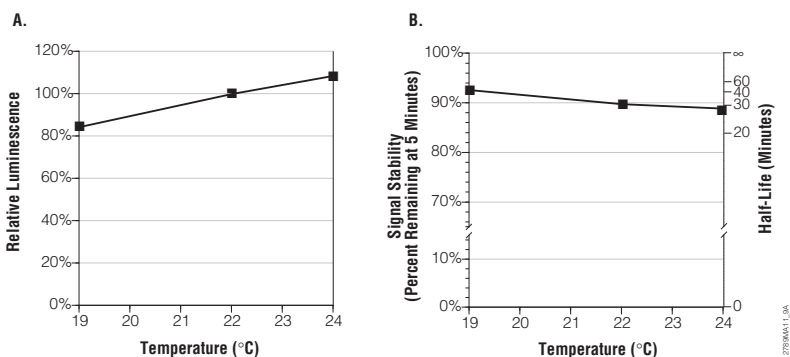 A.
Relative Luminescence
120%
100%
80%
60%
40%
20%
0%
19 20 21 22 23 24
Temperature (°C)
B.
Signal Stability
(Percent Remaining at 5 Minutes)
100%
90%
80%
70%
10%
0%
∞
60
40
30
20
0
Half-Life (Minutes)
19 20 21 22 23 24
Temperature (°C)
2789MA11_9A